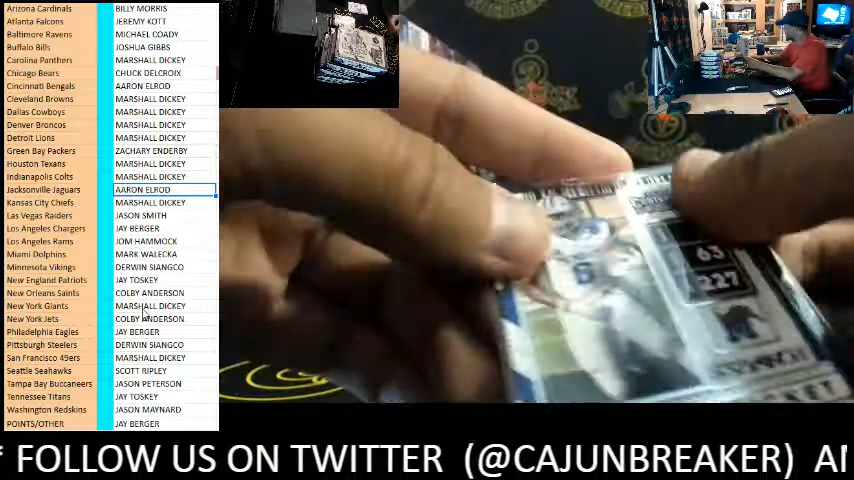 Arizona Cardinals BILLY MORRIS
Atlanta Falcons JEREMY KOTT
Baltimore Ravens MICHAEL COADY
Buffalo Bills JOSHUA GIBBS
Carolina Panthers MARSHALL DICKEY
Chicago Bears CHUCK DELCROIX
Cincinnati Bengals AARON ELROD
Cleveland Browns MARSHALL DICKEY
Dallas Cowboys MARSHALL DICKEY
Denver Broncos MARSHALL DICKEY
Detroit Lions MARSHALL DICKEY
Green Bay Packers ZACHARY ENDERBY
Houston Texans MARSHALL DICKEY
Indianapolis Colts MARSHALL DICKEY
Jacksonville Jaguars AARON ELROD
Kansas City Chiefs MARSHALL DICKEY
Las Vegas Raiders JASON SMITH
Los Angeles Chargers JAY BERGER
Los Angeles Rams JOM HAMMOCK
Miami Dolphins MARK WALECKA
Minnesota Vikings DERWIN SIANGCO
New England Patriots JAY TOSKEY
New Orleans Saints COLBY ANDERSON
New York Giants MARSHALL DICKEY
New York Jets COLBY ANDERSON
Philadelphia Eagles JAY BERGER
Pittsburgh Steelers DERWIN SIANGCO
San Francisco 49ers MARSHALL DICKEY
Seattle Seahawks SCOTT RIPLEY
Tampa Bay Buccaneers JASON PETERSON
Tennessee Titans JAY TOSKEY
Washington Redskins JASON MAYNARD
POINTS/OTHER JAY BERGER
63
227
* FOLLOW US ON TWITTER (@CAJUNBREAKER) AN